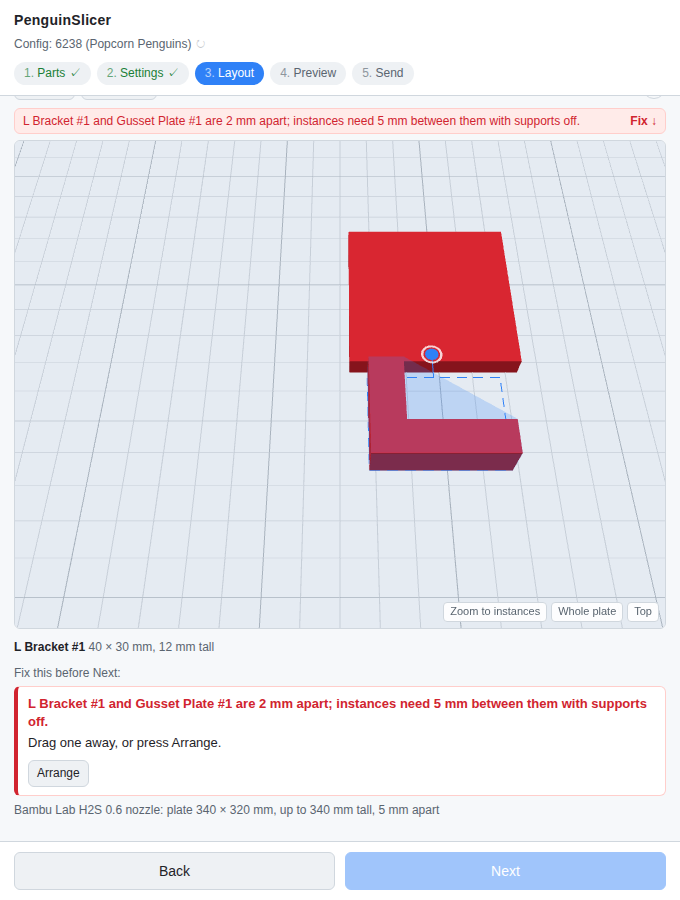 PenguinSlicer
Config: 6238 (Popcorn Penguins)
1. Parts ✓ 2. Settings ✓ 3. Layout 4. Preview 5. Send
L Bracket #1 and Gusset Plate #1 are 2 mm apart; instances need 5 mm between them with supports off. Fix ↓
Zoom to instances Whole plate Top
L Bracket #1 40 × 30 mm, 12 mm tall
Fix this before Next:
L Bracket #1 and Gusset Plate #1 are 2 mm apart; instances need 5 mm between them with supports
off.
Drag one away, or press Arrange.
Arrange
Bambu Lab H2S 0.6 nozzle: plate 340 × 320 mm, up to 340 mm tall, 5 mm apart
Back Next